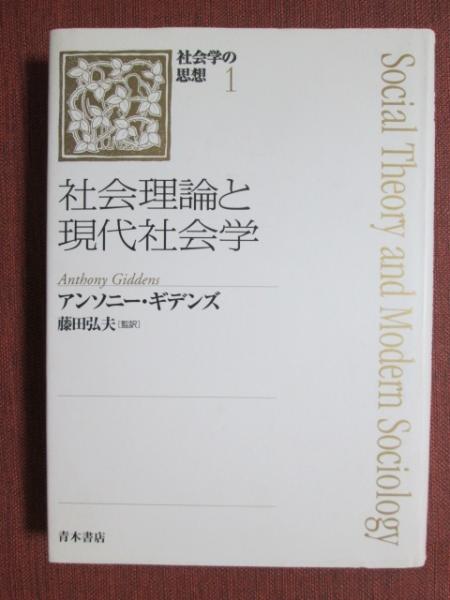 社会学の
思想 1
社会理論と
現代社会学
Anthony Giddens
アンソニー・ギデンズ
藤田弘夫[監訳]
青木書店
Social Theory and Modern Sociology